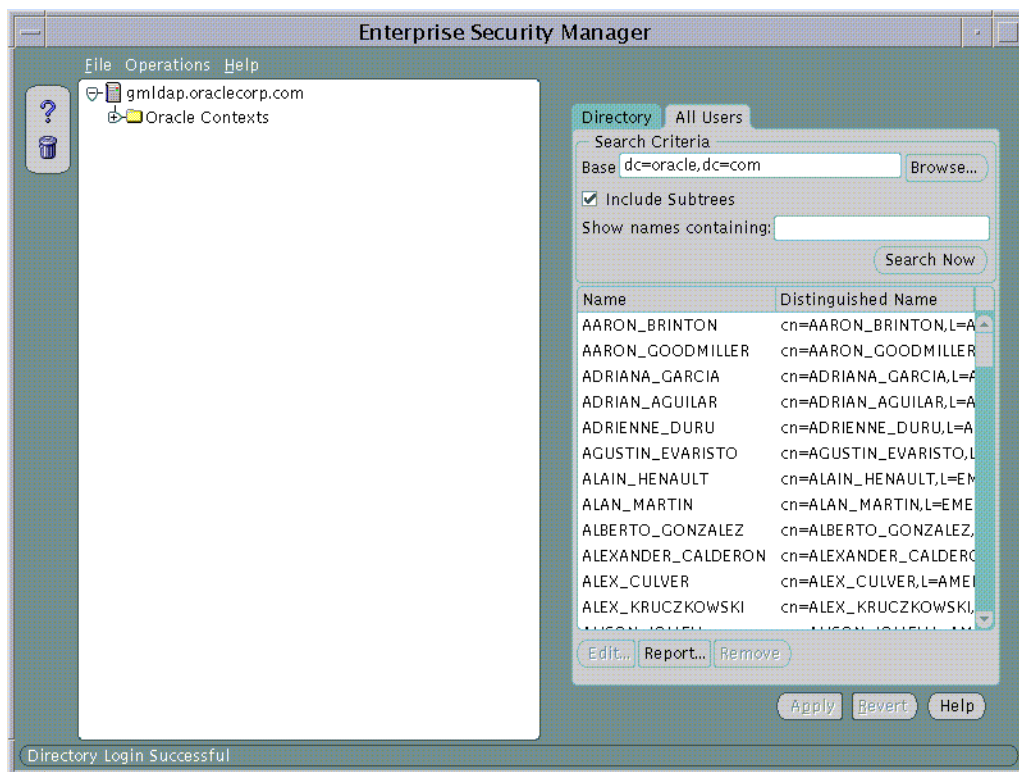 Enterprise Security Manager
File Operations Help
gmldap.oraclecorp.com
Oracle Contexts
Directory All Users
Search Criteria
Base dc=oracle,dc=com Browse...
Include Subtrees
Show names containing:
Search Now
Name Distinguished Name
AARON_BRINTON cn=AARON_BRINTON,L=A
AARON_GOODMILLER cn=AARON_GOODMILLER
ADRIANA_GARCIA cn=ADRIANA_GARCIA,L=A
ADRIAN_AGUILAR cn=ADRIAN_AGUILAR,L=A
ADRIENNE_DURU cn=ADRIENNE_DURU,L=A
AGUSTIN_EVARISTO cn=AGUSTIN_EVARISTO,L
ALAIN_HENAULT cn=ALAIN_HENAULT,L=EM
ALAN_MARTIN cn=ALAN_MARTIN,L=EME
ALBERTO_GONZALEZ cn=ALBERTO_GONZALEZ,
ALEXANDER_CALDERON cn=ALEXANDER_CALDERO
ALEX_CULVER cn=ALEX_CULVER,L=AMEI
ALEX_KRUCZKOWSKI cn=ALEX_KRUCZKOWSKI,
Edit... Report... Remove
Apply Revert Help
Directory Login Successful